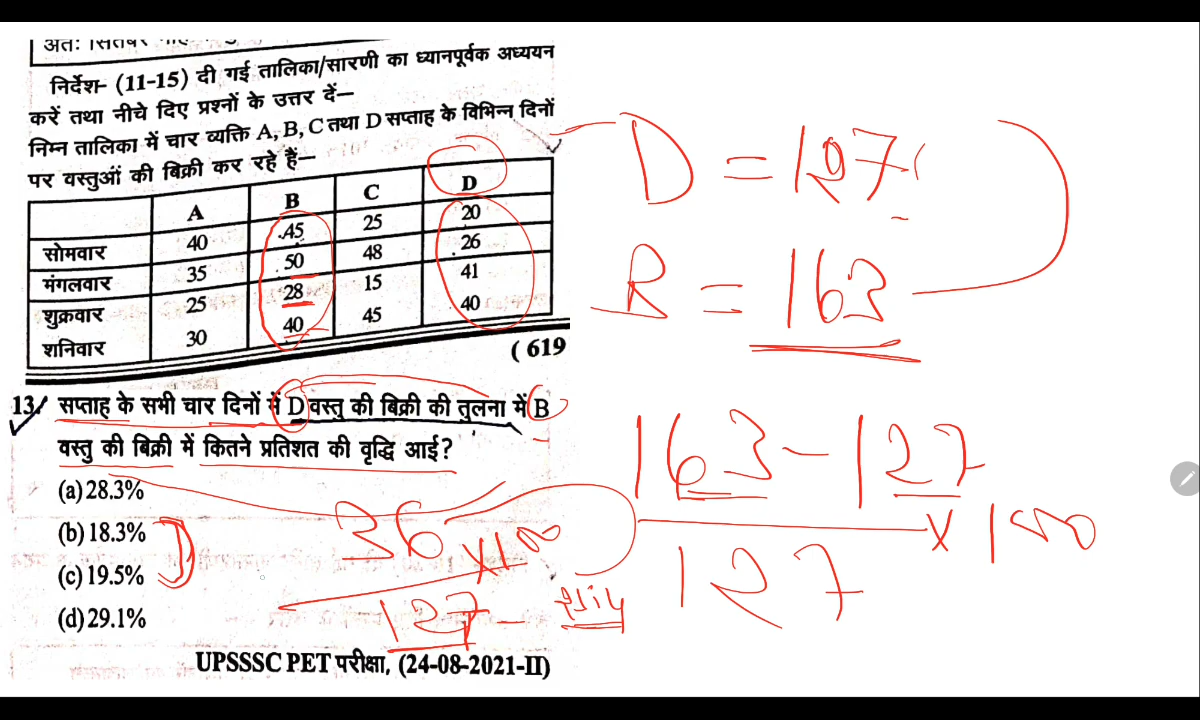 निर्देश- (11-15) दी गई तालिका/सारणी का ध्यानपूर्वक अध्ययन
करें तथा नीचे दिए प्रश्नों के उत्तर दें—
निम्न तालिका में चार व्यक्ति A, B, C तथा D सप्ताह के विभिन्न दिनों
पर वस्तुओं की बिक्री कर रहे हैं—
A B C D
सोमवार 40 45 25 20
मंगलवार 35 50 48 26
शुक्रवार 25 28 15 41
शनिवार 30 40 45 40
(619
13. सप्ताह के सभी चार दिनों में D वस्तु की बिक्री की तुलना में B
वस्तु की बिक्री में कितने प्रतिशत की वृद्धि आई?
(a) 28.3%
(b) 18.3%
(c) 19.5%
(d) 29.1%
UPSSSC PET परीक्षा, (24-08-2021-II)
D = 127
B = 163
163 - 127
127
× 100
36 × 100
127